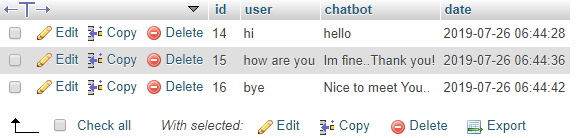 id user chatbot date
Edit Copy Delete 14 hi hello 2019-07-26 06:44:28
Edit Copy Delete 15 how are you Im fine..Thank you! 2019-07-26 06:44:36
Edit Copy Delete 16 bye Nice to meet You.. 2019-07-26 06:44:42
Check all With selected: Edit Copy Delete Export